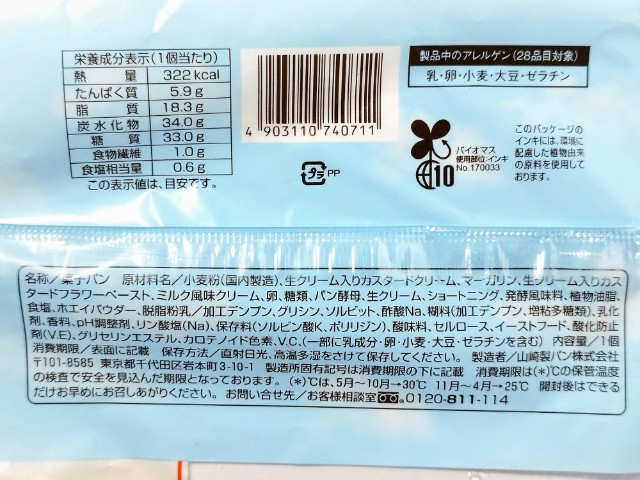 栄養成分表示(1個当たり)
熱量 322kcal
たんぱく質 5.9g
脂質 18.3g
炭水化物 34.0g
糖質 33.0g
食物繊維 1.0g
食塩相当量 0.6g
この表示値は、目安です。
4 903110 740711
プラ PP
製品中のアレルゲン(28品目対象)
乳・卵・小麦・大豆・ゼラチン
バイオマス
使用部位:インキ
No.170033
10
このパッケージの
インキには、環境に
配慮した植物由来
の原料を使用して
います。
名称/菓子パン 原材料名/小麦粉(国内製造)、生クリーム入りカスタードクリーム、マーガリン、生クリーム入りカス
タードフラワーペースト、ミルク風味クリーム、卵、糖類、パン酵母、生クリーム、ショートニング、発酵風味料、植物油脂、
食塩、ホエイパウダー、脱脂粉乳/加工デンプン、グリシン、ソルビット、酢酸Na、糊料(加工デンプン、増粘多糖類)、乳化
剤、香料、pH調整剤、リン酸塩(Na)、保存料(ソルビン酸K、ポリリジン)、酸味料、セルロース、イーストフード、酸化防止
剤(V.E)、グリセリンエステル、カロテノイド色素、V.C、(一部に乳成分・卵・小麦・大豆・ゼラチンを含む) 内容量/1個
消費期限/表面に記載 保存方法/直射日光、高温多湿をさけて保存してください。 製造者/山崎製パン株式会社
〒101-8585 東京都千代田区岩本町3-10-1 製造所固有記号は消費期限の下に記載 消費期限は(*)℃の保管温度
の検査で安全を見込んだ期限となっております。 (*)℃は、5月~10月→30℃ 11月~4月→25℃ 開封後はできる
だけお早めにお召しあがりください。 お問い合せ先/お客様相談室 0120-811-114